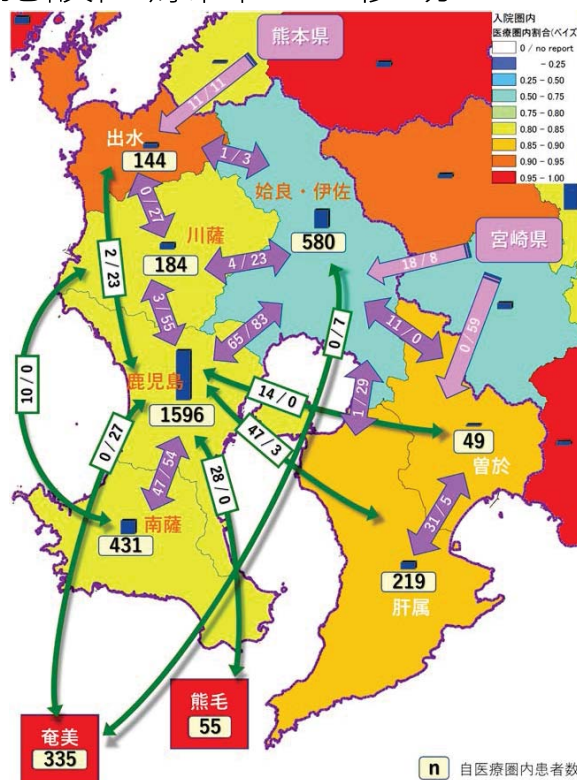 熊本県
入院圏内
医療圏内割合(ベイズ
0 / no report
- 0.25
0.25 - 0.50
0.50 - 0.75
0.75 - 0.80
0.80 - 0.85
0.85 - 0.90
0.90 - 0.95
0.95 - 1.00
11 / 11
出水
144
1 / 3
姶良・伊佐
580
0 / 27
川薩
184
4 / 23
宮崎県
18 / 8
2 / 23
3 / 55
65 / 83
0 / 7
11 / 0
0 / 59
10 / 0
鹿児島
1596
14 / 0
1 / 29
47 / 3
49
曽於
0 / 27
47 / 54
28 / 0
31 / 5
南薩
431
219
肝属
熊毛
55
奄美
335
n 自医療圏内患者数